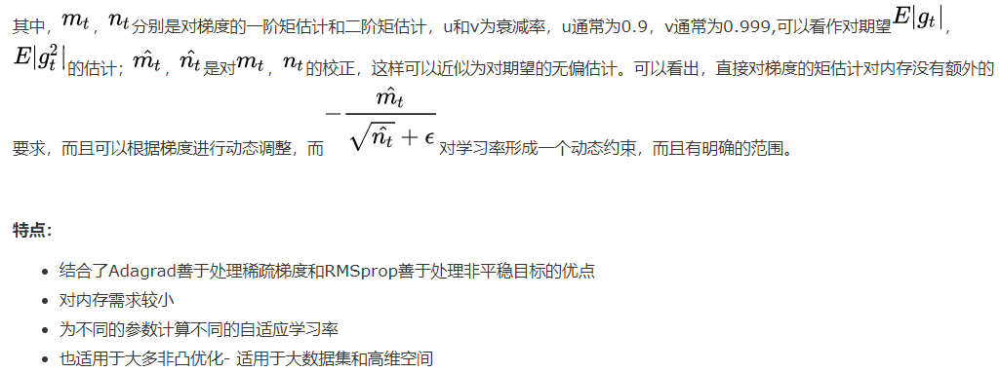 其中，m_t，n_t分别是对梯度的一阶矩估计和二阶矩估计，u和v为衰减率，u通常为0.9，v通常为0.999,可以看作对期望E|g_t|，
E|g_t^2|的估计；\hat{m_t}，\hat{n_t}是对m_t，n_t的校正，这样可以近似为对期望的无偏估计。可以看出，直接对梯度的矩估计对内存没有额外的
要求，而且可以根据梯度进行动态调整，而 -\frac{\hat{m_t}}{\sqrt{\hat{n_t}}+\epsilon} 对学习率形成一个动态约束，而且有明确的范围。
特点：
• 结合了Adagrad善于处理稀疏梯度和RMSprop善于处理非平稳目标的优点
• 对内存需求较小
• 为不同的参数计算不同的自适应学习率
• 也适用于大多非凸优化- 适用于大数据集和高维空间